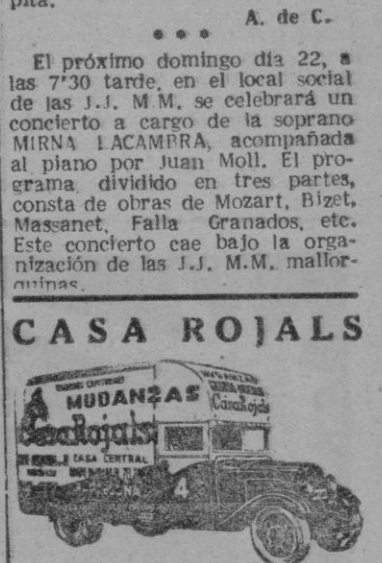 pita.
A. de C.
El próximo domingo día 22, a
las 7'30 tarde, en el local social
de las J.J. M.M. se celebrará un
concierto a cargo de la soprano
MIRNA LACAMBRA, acompañada
al piano por Juan Moll. El pro-
grama, dividido en tres partes,
consta de obras de Mozart, Bizet,
Massanet, Falla Granados, etc.
Este concierto cae bajo la orga-
nización de las J.J. M.M. mallor-
quinas.
CASA ROJALS
MUDANZAS
CasaRojals
CasaRojals
CASA CENTRAL
4